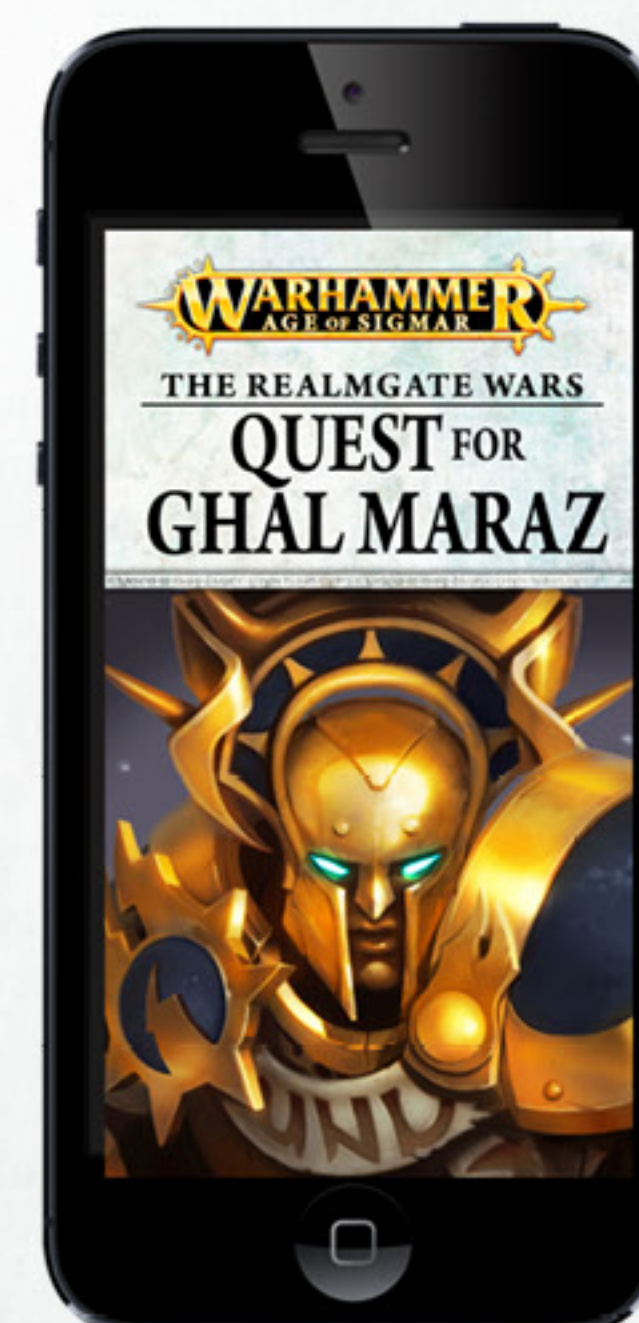 WARHAMMER
AGE OF SIGMAR
THE REALMGATE WARS
QUEST FOR
GHAL MARAZ